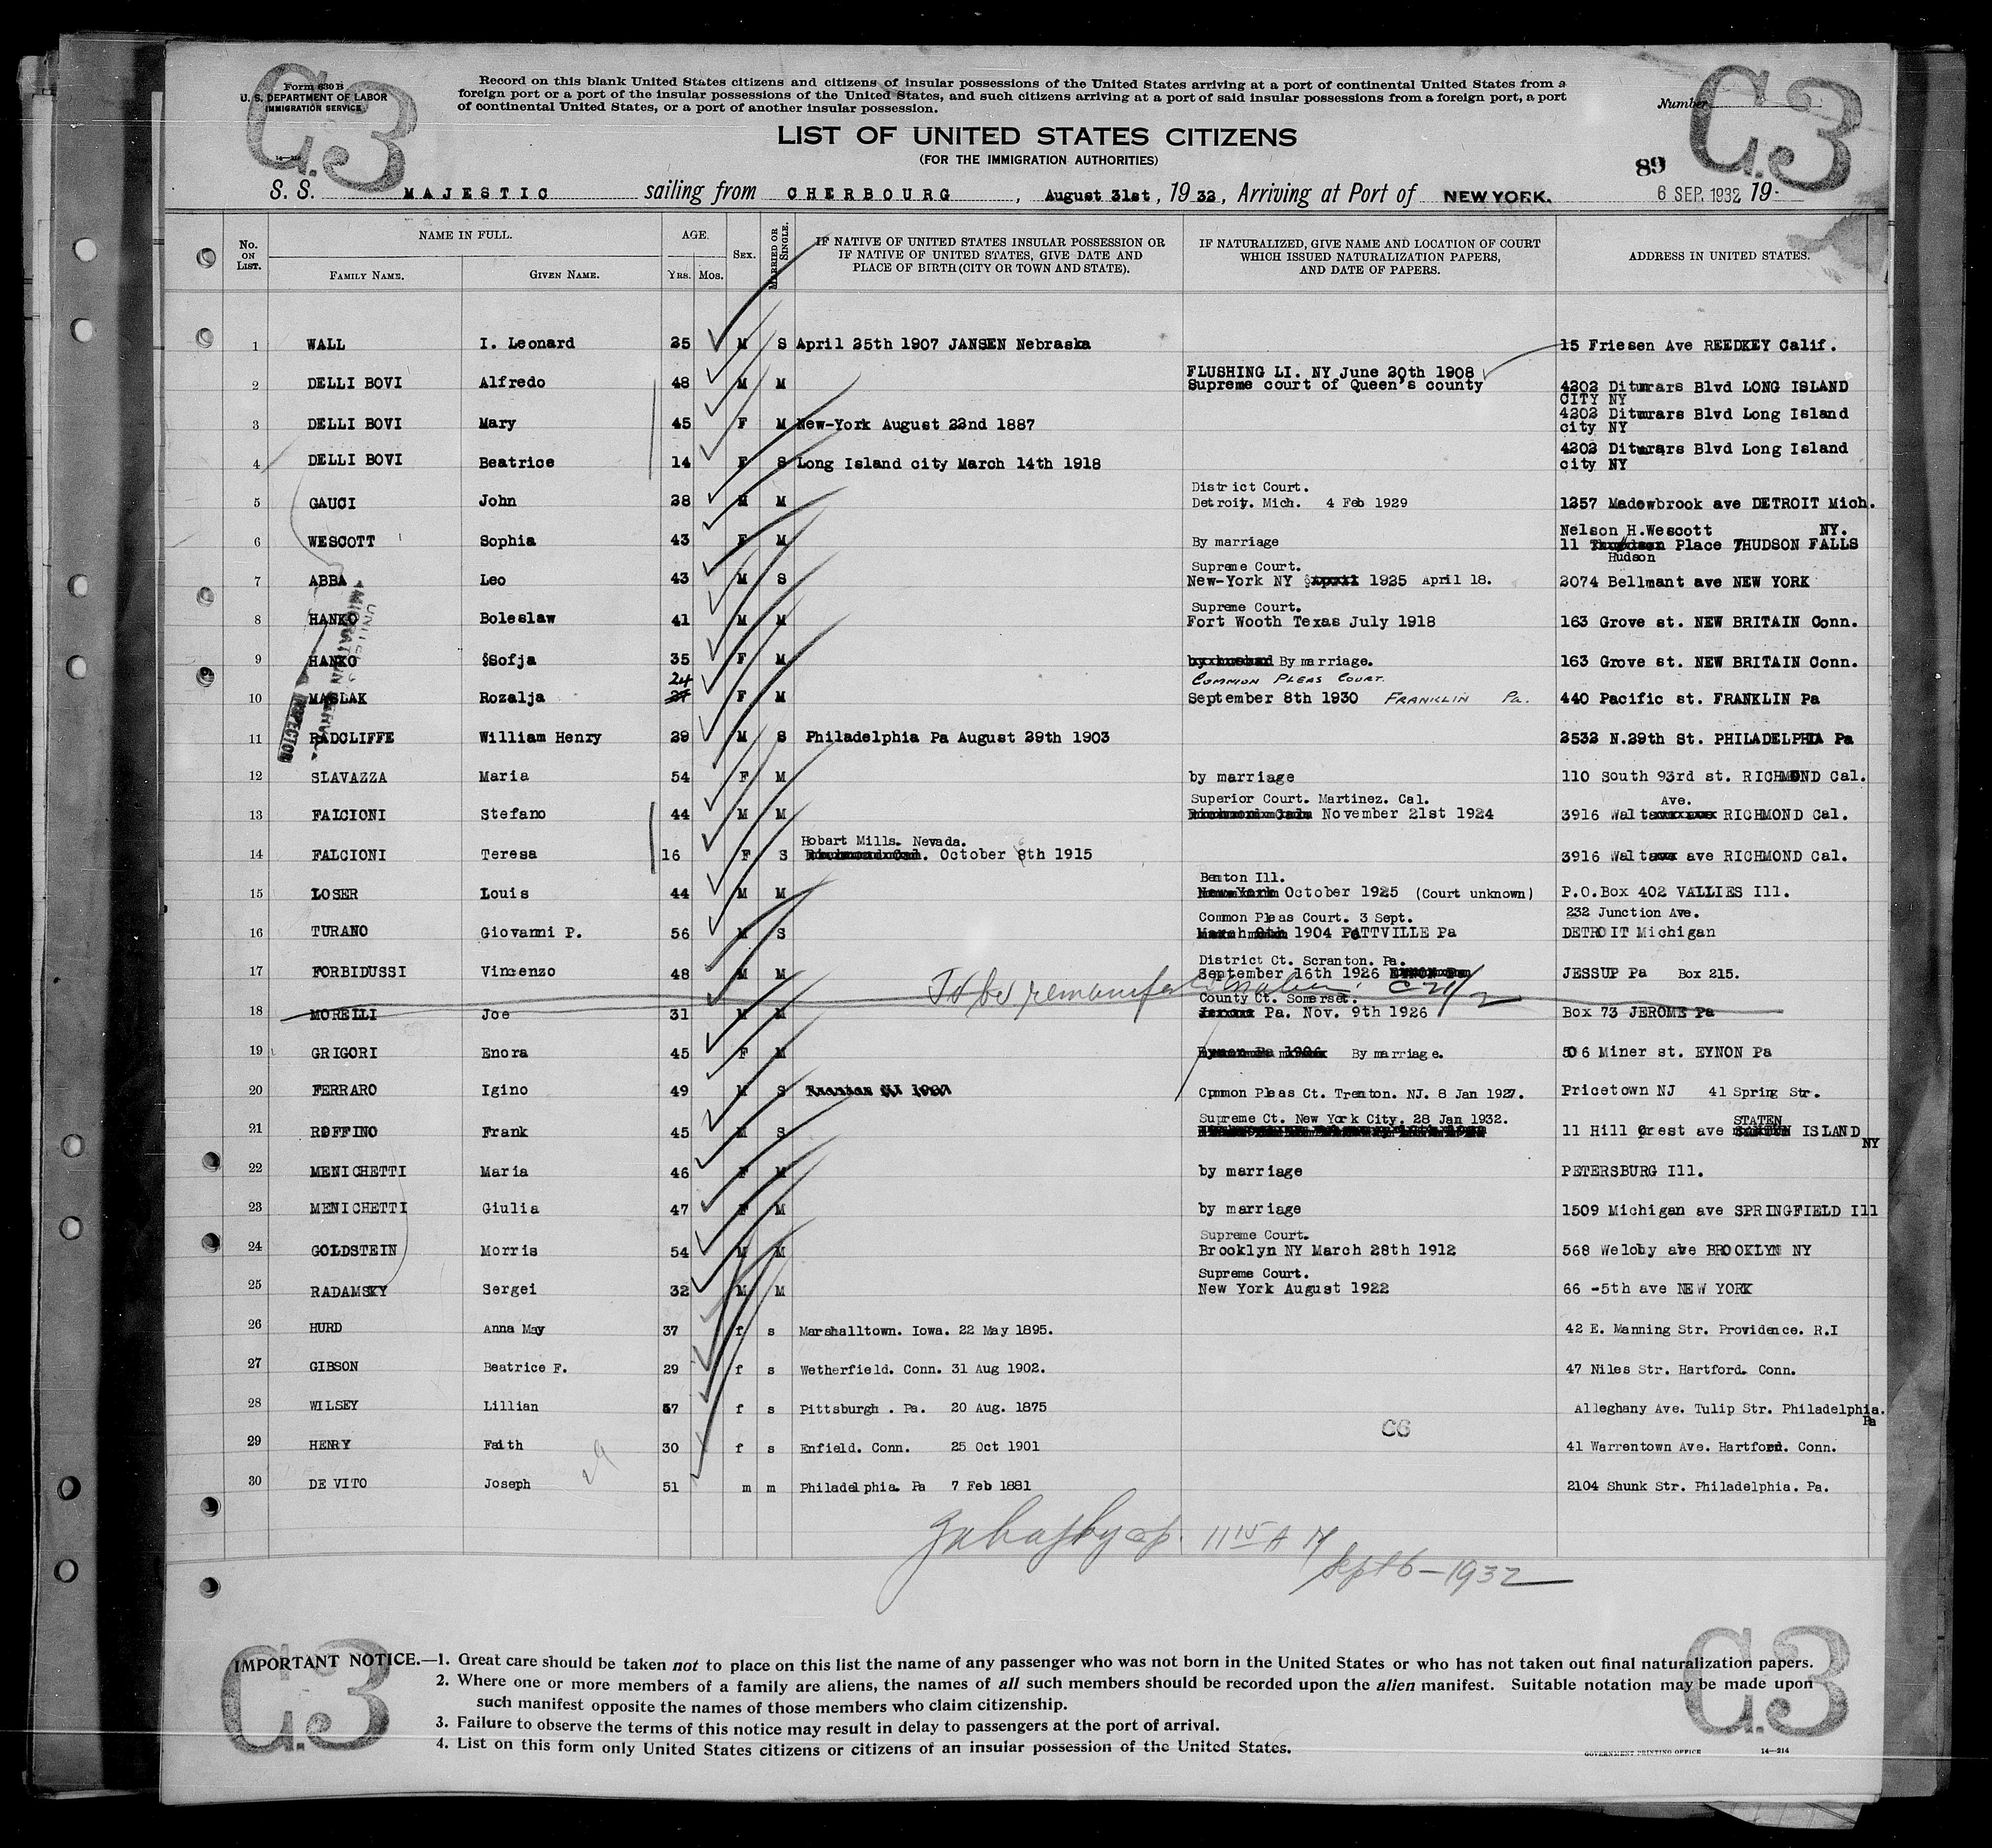 C.3
C.3
Form 630 B
U. S. DEPARTMENT OF LABOR
IMMIGRATION SERVICE
Record on this blank United States citizens and citizens of insular possessions of the United States arriving at a port of continental United States from a
foreign port or a port of the insular possessions of the United States, and such citizens arriving at a port of said insular possessions from a foreign port, a port
of continental United States, or a port of another insular possession.
Number
LIST OF UNITED STATES CITIZENS
(FOR THE IMMIGRATION AUTHORITIES)
89
S. S. MAJESTIC sailing from CHERBOURG, August 31st, 1932, Arriving at Port of NEW YORK. 6 SEP. 1932 19-
No. ON LIST. NAME IN FULL. AGE. SEX. MARRIED OR SINGLE. IF NATIVE OF UNITED STATES INSULAR POSSESSION OR IF NATIVE OF UNITED STATES, GIVE DATE AND PLACE OF BIRTH (CITY OR TOWN AND STATE). IF NATURALIZED, GIVE NAME AND LOCATION OF COURT WHICH ISSUED NATURALIZATION PAPERS, AND DATE OF PAPERS. ADDRESS IN UNITED STATES.
FAMILY NAME. GIVEN NAME. YRS. MOS.
1 WALL I. Leonard 25 M S April 25th 1907 JANSEN Nebraska 15 Friesen Ave REEDKEY Calif.
FLUSHING LI. NY June 20th 1908
2 DELLI BOVI Alfredo 48 M M Supreme court of Queen's county 4202 Ditmrars Blvd LONG ISLAND
CITY NY
3 DELLI BOVI Mary 45 F M New-York August 22nd 1887 4202 Ditmrars Blvd Long Island
city NY
4 DELLI BOVI Beatrice 14 F S Long Island city March 14th 1918 4202 Ditmrars Blvd Long Island
city NY
District Court.
5 GAUCI John 38 M M Detroit. Mich. 4 Feb 1929 1257 Madowbrook ave DETROIT Mich.
Nelson H.Wescott NY.
6 WESCOTT Sophia 43 F M By marriage 11 Place HUDSON FALLS
Hudson
Supreme Court.
7 ABBA Leo 43 M S New-York NY 1925 April 18. 2074 Bellmant ave NEW YORK
Supreme Court.
8 HANKO Boleslaw 41 M M Fort Wooth Texas July 1918 163 Grove st. NEW BRITAIN Conn.
9 HANKO Sofja 35 F M by husband By marriage. 163 Grove st. NEW BRITAIN Conn.
24 COMMON PLEAS COURT.
10 MASLAK Rozalja 27 F M September 8th 1930 FRANKLIN Pa. 440 Pacific st. FRANKLIN Pa
INSPECTOR
11 RADCLIFFE William Henry 29 M S Philadelphia Pa August 29th 1903 2532 N.29th St. PHILADELPHIA Pa
12 SLAVAZZA Maria 54 F M by marriage 110 South 93rd st. RICHMOND Cal.
Superior Court. Martinez. Cal. Ave.
13 FALCIONI Stefano 44 M M November 21st 1924 3916 Walt RICHMOND Cal.
Hobart Mills. Nevada.
14 FALCIONI Teresa 16 F S October 8th 1915 3916 Walt ave RICHMOND Cal.
Benton Ill.
15 LOSER Louis 44 M M New York October 1925 (Court unknown) P.O.Box 402 VALLIES Ill.
Common Pleas Court. 3 Sept. 232 Junction Ave.
16 TURANO Giovanni P. 56 M S 1904 POTTVILLE Pa DETROIT Michigan
District Ct. Scranton. Pa.
17 FORBIDUSSI Vincenzo 48 M M September 16th 1926 JESSUP Pa Box 215.
To be remanifested
County Ct. Somerset.
18 MORELLI Joe 31 M M Jerome Pa. Nov. 9th 1926 Box 73 JEROME Pa
19 GRIGORI Enora 45 F M By marriage. 506 Miner st. EYNON Pa
20 FERRARO Igino 49 M S Trenton NJ 1927 Common Pleas Ct. Trenton. NJ. 8 Jan 1927. Pricetown NJ 41 Spring Str.
Supreme Ct. New York City. 28 Jan 1932. STATEN
21 ROFFINO Frank 45 M S 11 Hill Crest ave ISLAND
NY
22 MENICHETTI Maria 46 F M by marriage PETERSBURG Ill.
23 MENICHETTI Giulia 47 F M by marriage 1509 Michigan ave SPRINGFIELD Ill
Supreme Court.
24 GOLDSTEIN Morris 54 M M Brooklyn NY March 28th 1912 568 Weloby ave BROOKLYN NY
Supreme Court.
25 RADAMSKY Sergei 32 M M New York August 1922 66 -5th ave NEW YORK
26 HURD Anna May 37 f s Marshalltown. Iowa. 22 May 1895. 42 E. Manning Str. Providence. R.I
27 GIBSON Beatrice F. 29 f s Wetherfield. Conn. 31 Aug 1902. 47 Niles Str. Hartford. Conn.
28 WILSEY Lillian 57 f s Pittsburgh . Pa. 20 Aug. 1875 Alleghany Ave. Tulip Str. Philadelphia.
Pa
C6
29 HENRY Faith 30 f s Enfield. Conn. 25 Oct 1901 41 Warrentown Ave. Hartford. Conn.
30 DE VITO Joseph 51 m m Philadelphia. Pa 7 Feb 1881 2104 Shunk Str. Philadelphia. Pa.
11 15 A M
Sept 6-1932
C.3
C.3
IMPORTANT NOTICE.—1. Great care should be taken not to place on this list the name of any passenger who was not born in the United States or who has not taken out final naturalization papers.
2. Where one or more members of a family are aliens, the names of all such members should be recorded upon the alien manifest. Suitable notation may be made upon
such manifest opposite the names of those members who claim citizenship.
3. Failure to observe the terms of this notice may result in delay to passengers at the port of arrival.
4. List on this form only United States citizens or citizens of an insular possession of the United States.
GOVERNMENT PRINTING OFFICE 14—214